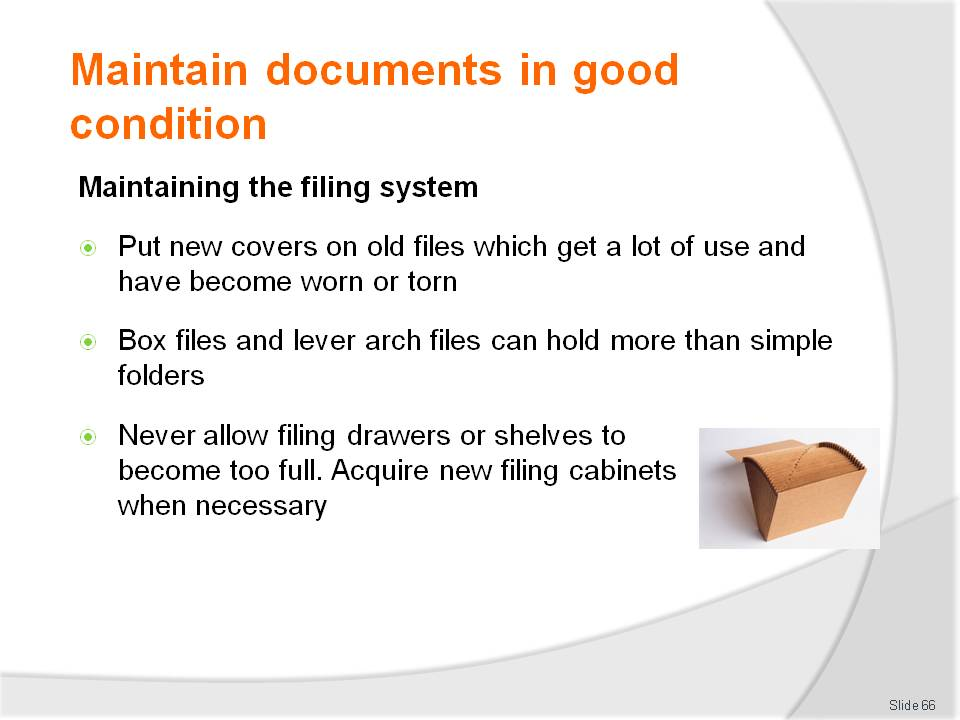 Maintain documents in good
condition
Maintaining the filing system
Put new covers on old files which get a lot of use and
have become worn or torn
Box files and lever arch files can hold more than simple
folders
Never allow filing drawers or shelves to
become too full. Acquire new filing cabinets
when necessary
Slide 66